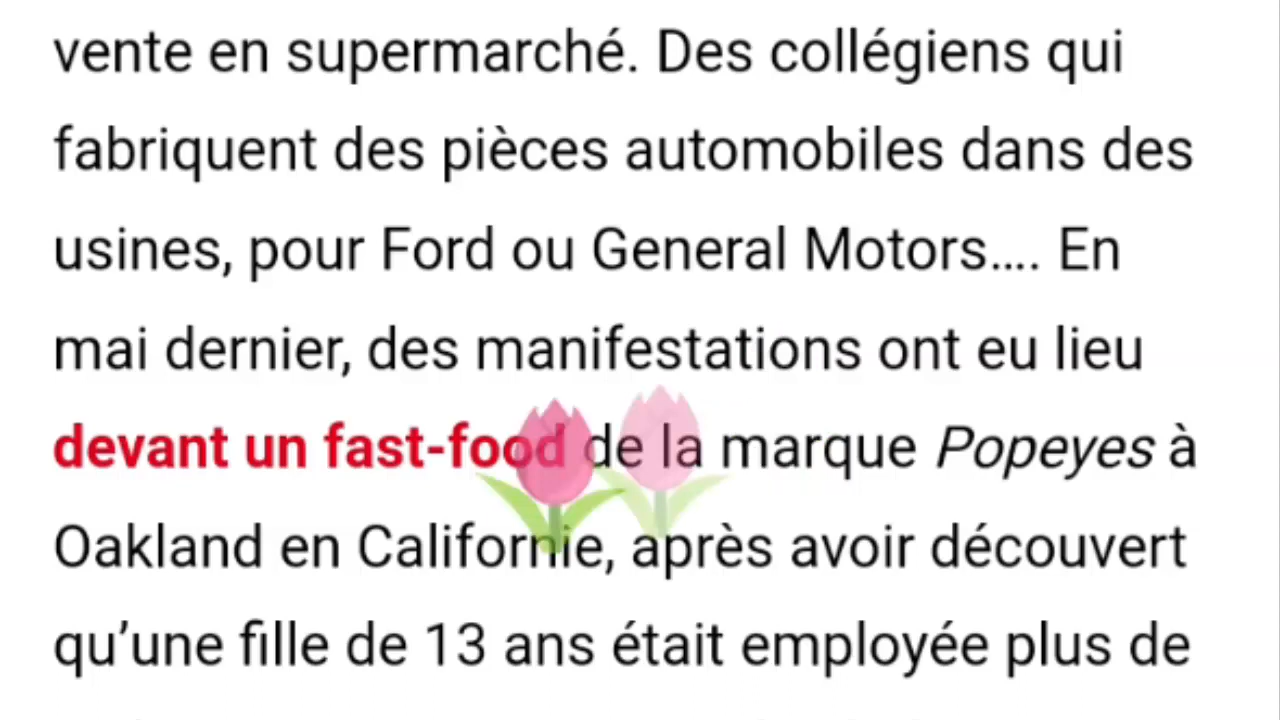 vente en supermarché. Des collégiens qui
fabriquent des pièces automobiles dans des
usines, pour Ford ou General Motors…. En
mai dernier, des manifestations ont eu lieu
devant un fast-food de la marque Popeyes à
Oakland en Californie, après avoir découvert
qu’une fille de 13 ans était employée plus de